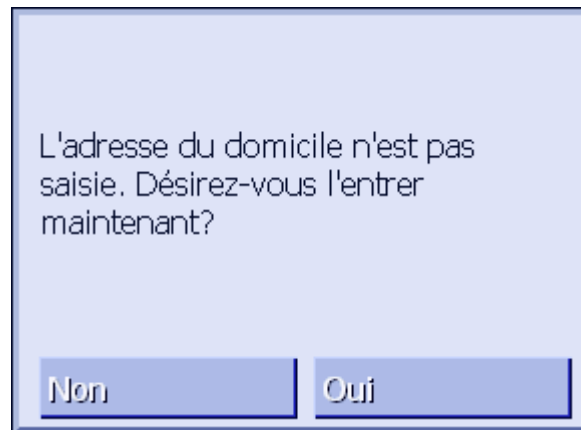 L'adresse du domicile n'est pas
saisie. Désirez-vous l'entrer
maintenant?
Non
Oui